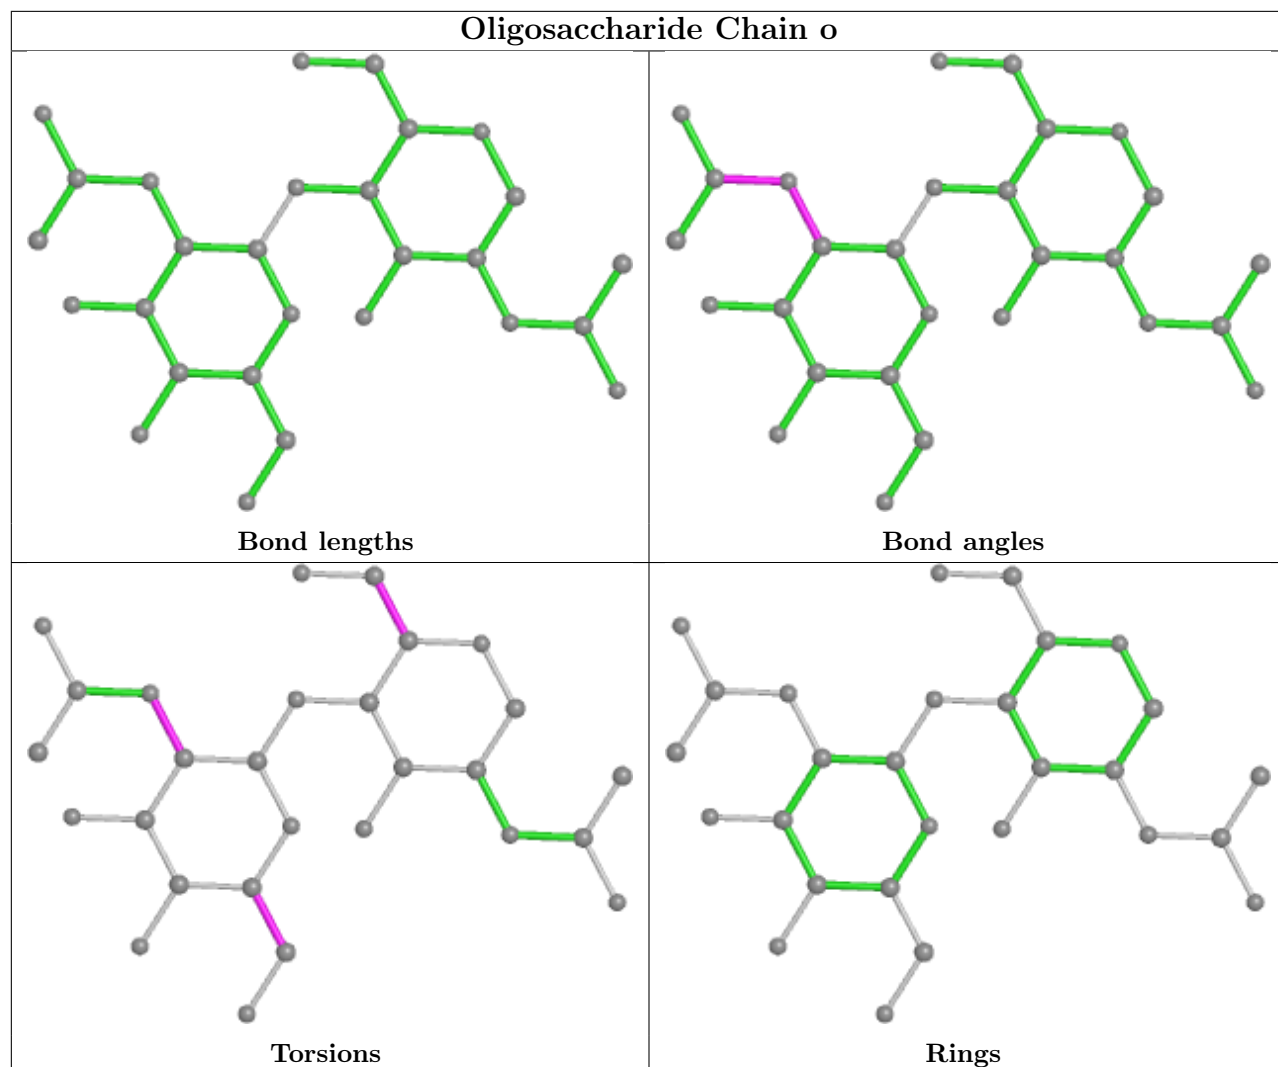 Oligosaccharide Chain o
Bond lengths
Bond angles
Torsions
Rings